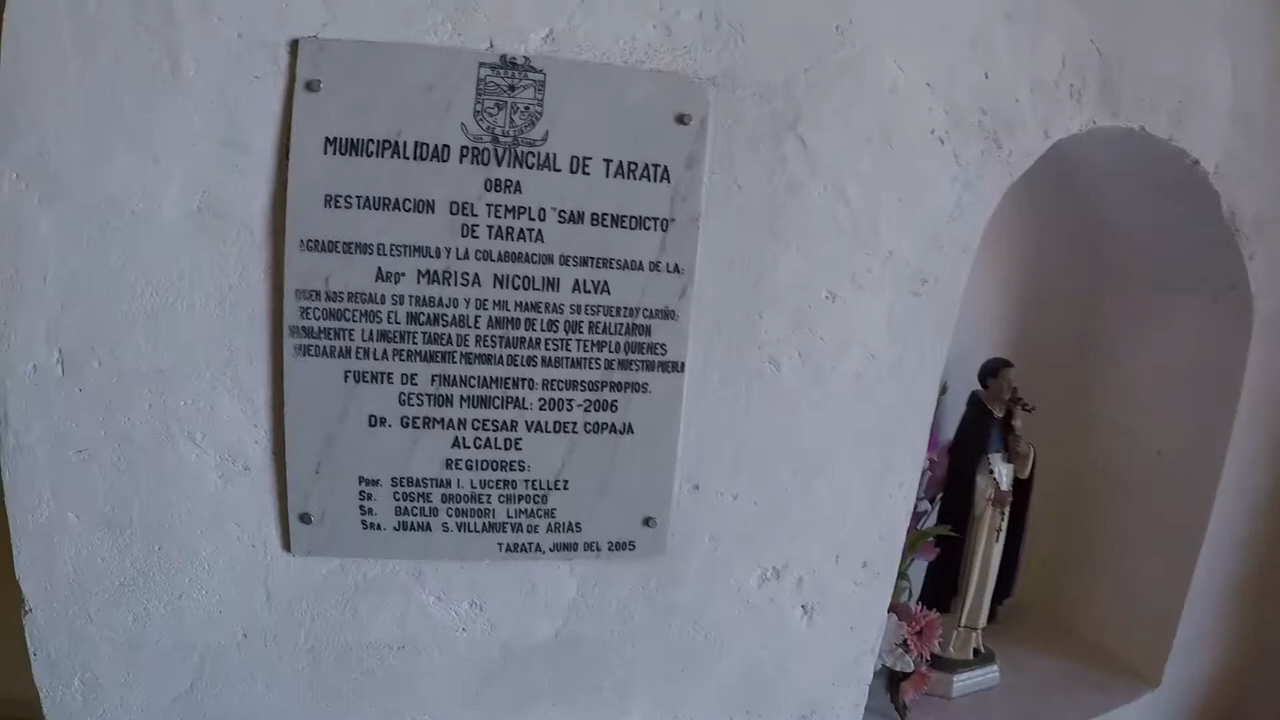 TARATA
MUNICIPALIDAD PROVINCIAL DE TARATA
OBRA
RESTAURACION DEL TEMPLO "SAN BENEDICTO"
DE TARATA
AGRADECEMOS EL ESTIMULO Y LA COLABORACION DESINTERESADA DE LA:
ARQº MARISA NICOLINI ALVA
QUIEN NOS REGALO SU TRABAJO Y DE MIL MANERAS SU ESFUERZO Y CARIÑO;
RECONOCEMOS EL INCANSABLE ANIMO DE LOS QUE REALIZARON
HABILMENTE LA INGENTE TAREA DE RESTAURAR ESTE TEMPLO QUIENES
QUEDARAN EN LA PERMANENTE MEMORIA DE LOS HABITANTES DE NUESTRO PUEBLO
FUENTE DE FINANCIAMIENTO: RECURSOS PROPIOS.
GESTION MUNICIPAL: 2003-2006
DR. GERMAN CESAR VALDEZ COPAJA
ALCALDE
REGIDORES:
PROF. SEBASTIAN I. LUCERO TELLEZ
SR. COSME ORDOÑEZ CHIPOCO
SR. BACILIO CONDORI LIMACHE
SRA. JUANA S. VILLANUEVA DE ARIAS
TARATA, JUNIO DEL 2005